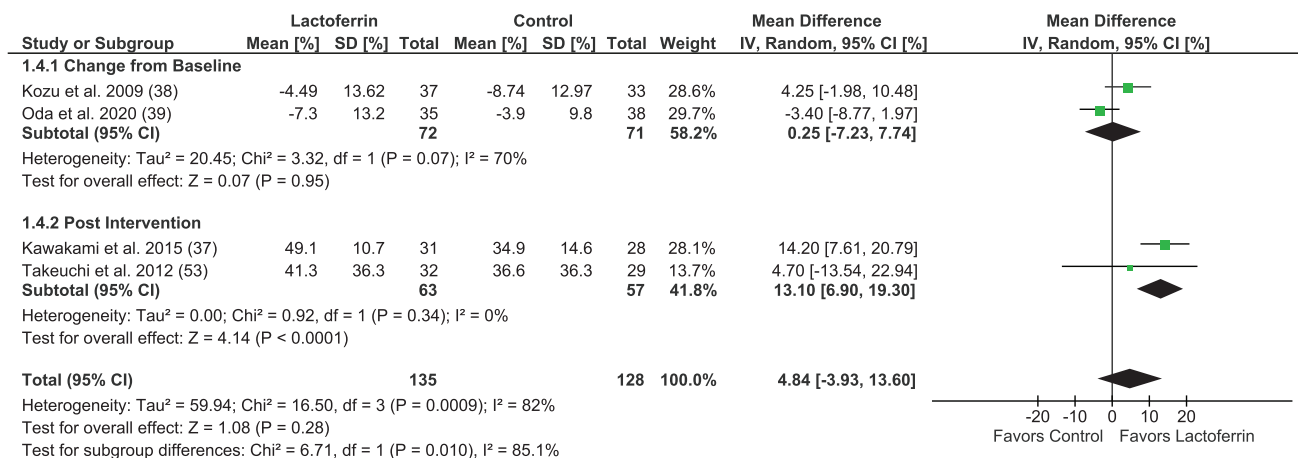 Lactoferrin Control Mean Difference Mean Difference
Study or Subgroup Mean [%] SD [%] Total Mean [%] SD [%] Total Weight IV, Random, 95% CI [%] IV, Random, 95% CI [%]
1.4.1 Change from Baseline
Kozu et al. 2009 (38) -4.49 13.62 37 -8.74 12.97 33 28.6% 4.25 [-1.98, 10.48]
Oda et al. 2020 (39) -7.3 13.2 35 -3.9 9.8 38 29.7% -3.40 [-8.77, 1.97]
Subtotal (95% CI) 72 71 58.2% 0.25 [-7.23, 7.74]
Heterogeneity: Tau² = 20.45; Chi² = 3.32, df = 1 (P = 0.07); I² = 70%
Test for overall effect: Z = 0.07 (P = 0.95)
1.4.2 Post Intervention
Kawakami et al. 2015 (37) 49.1 10.7 31 34.9 14.6 28 28.1% 14.20 [7.61, 20.79]
Takeuchi et al. 2012 (53) 41.3 36.3 32 36.6 36.3 29 13.7% 4.70 [-13.54, 22.94]
Subtotal (95% CI) 63 57 41.8% 13.10 [6.90, 19.30]
Heterogeneity: Tau² = 0.00; Chi² = 0.92, df = 1 (P = 0.34); I² = 0%
Test for overall effect: Z = 4.14 (P < 0.0001)
Total (95% CI) 135 128 100.0% 4.84 [-3.93, 13.60]
Heterogeneity: Tau² = 59.94; Chi² = 16.50, df = 3 (P = 0.0009); I² = 82%
-20 -10 0 10 20
Test for overall effect: Z = 1.08 (P = 0.28)
Favors Control Favors Lactoferrin
Test for subgroup differences: Chi² = 6.71, df = 1 (P = 0.010), I² = 85.1%